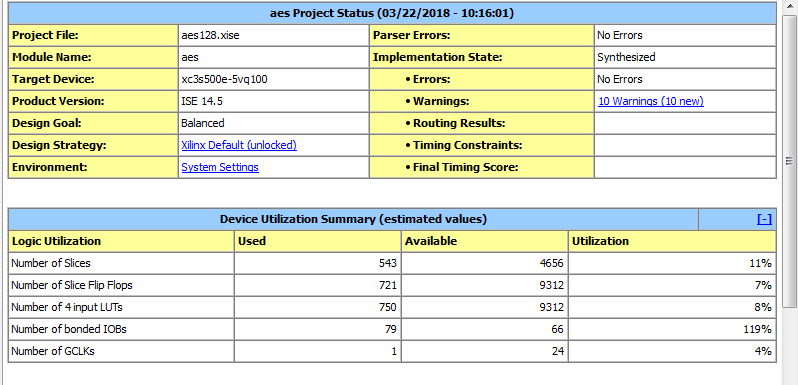 aes Project Status (03/22/2018 - 10:16:01)
Project File: aes128.xise Parser Errors: No Errors
Module Name: aes Implementation State: Synthesized
Target Device: xc3s500e-5vq100 • Errors: No Errors
Product Version: ISE 14.5 • Warnings: 10 Warnings (10 new)
Design Goal: Balanced • Routing Results:
Design Strategy: Xilinx Default (unlocked) • Timing Constraints:
Environment: System Settings • Final Timing Score:
Device Utilization Summary (estimated values) [-]
Logic Utilization Used Available Utilization
Number of Slices 543 4656 11%
Number of Slice Flip Flops 721 9312 7%
Number of 4 input LUTs 750 9312 8%
Number of bonded IOBs 79 66 119%
Number of GCLKs 1 24 4%